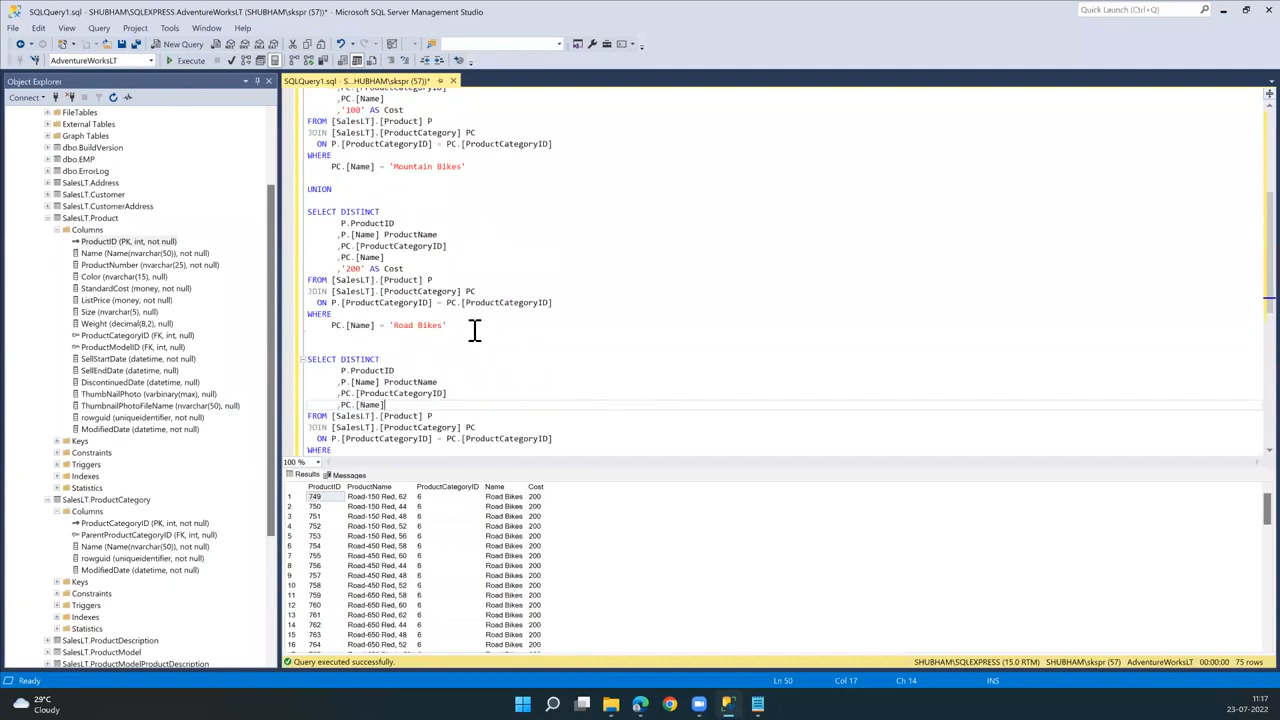 SQLQuery1.sql - SHUBHAM\SQLEXPRESS.AdventureWorksLT (SHUBHAM\skspr (57))* - Microsoft SQL Server Management Studio
Quick Launch (Ctrl+Q)
File Edit View Query Project Tools Window Help
New Query
AdventureWorksLT
Execute
Object Explorer
SQLQuery1.sql - S...HUBHAM\skspr (57))*
Connect
FileTables
External Tables
Graph Tables
dbo.BuildVersion
dbo.EMP
dbo.ErrorLog
SalesLT.Address
SalesLT.Customer
SalesLT.CustomerAddress
SalesLT.Product
Columns
ProductID (PK, int, not null)
Name (Name(nvarchar(50)), not null)
ProductNumber (nvarchar(25), not null)
Color (nvarchar(15), null)
StandardCost (money, not null)
ListPrice (money, not null)
Size (nvarchar(5), null)
Weight (decimal(8,2), null)
ProductCategoryID (FK, int, null)
ProductModelID (FK, int, null)
SellStartDate (datetime, not null)
SellEndDate (datetime, null)
DiscontinuedDate (datetime, null)
ThumbNailPhoto (varbinary(max), null)
ThumbnailPhotoFileName (nvarchar(50), null)
rowguid (uniqueidentifier, not null)
ModifiedDate (datetime, not null)
Keys
Constraints
Triggers
Indexes
Statistics
SalesLT.ProductCategory
Columns
ProductCategoryID (PK, int, not null)
ParentProductCategoryID (FK, int, null)
Name (Name(nvarchar(50)), not null)
rowguid (uniqueidentifier, not null)
ModifiedDate (datetime, not null)
Keys
Constraints
Triggers
Indexes
Statistics
SalesLT.ProductDescription
SalesLT.ProductModel
SalesLT.ProductModelProductDescription
,PC.[ProductCategoryID]
,PC.[Name]
,'100' AS Cost
FROM [SalesLT].[Product] P
JOIN [SalesLT].[ProductCategory] PC
ON P.[ProductCategoryID] = PC.[ProductCategoryID]
WHERE
PC.[Name] = 'Mountain Bikes'
UNION
SELECT DISTINCT
P.ProductID
,P.[Name] ProductName
,PC.[ProductCategoryID]
,PC.[Name]
,'200' AS Cost
FROM [SalesLT].[Product] P
JOIN [SalesLT].[ProductCategory] PC
ON P.[ProductCategoryID] = PC.[ProductCategoryID]
WHERE
PC.[Name] = 'Road Bikes'
SELECT DISTINCT
P.ProductID
,P.[Name] ProductName
,PC.[ProductCategoryID]
,PC.[Name]
FROM [SalesLT].[Product] P
JOIN [SalesLT].[ProductCategory] PC
ON P.[ProductCategoryID] = PC.[ProductCategoryID]
WHERE
100 %
Results Messages
ProductID ProductName ProductCategoryID Name Cost
1 749 Road-150 Red, 62 6 Road Bikes 200
2 750 Road-150 Red, 44 6 Road Bikes 200
3 751 Road-150 Red, 48 6 Road Bikes 200
4 752 Road-150 Red, 52 6 Road Bikes 200
5 753 Road-150 Red, 56 6 Road Bikes 200
6 754 Road-450 Red, 58 6 Road Bikes 200
7 755 Road-450 Red, 60 6 Road Bikes 200
8 756 Road-450 Red, 44 6 Road Bikes 200
9 757 Road-450 Red, 48 6 Road Bikes 200
10 758 Road-450 Red, 52 6 Road Bikes 200
11 759 Road-650 Red, 58 6 Road Bikes 200
12 760 Road-650 Red, 60 6 Road Bikes 200
13 761 Road-650 Red, 62 6 Road Bikes 200
14 762 Road-650 Red, 44 6 Road Bikes 200
15 763 Road-650 Red, 48 6 Road Bikes 200
16 764 Road-650 Red, 52 6 Road Bikes 200
Query executed successfully.
SHUBHAM\SQLEXPRESS (15.0 RTM) SHUBHAM\skspr (57) AdventureWorksLT 00:00:00 75 rows
Ready
Ln 50 Col 17 Ch 14 INS
29°C
Cloudy
11:17
23-07-2022